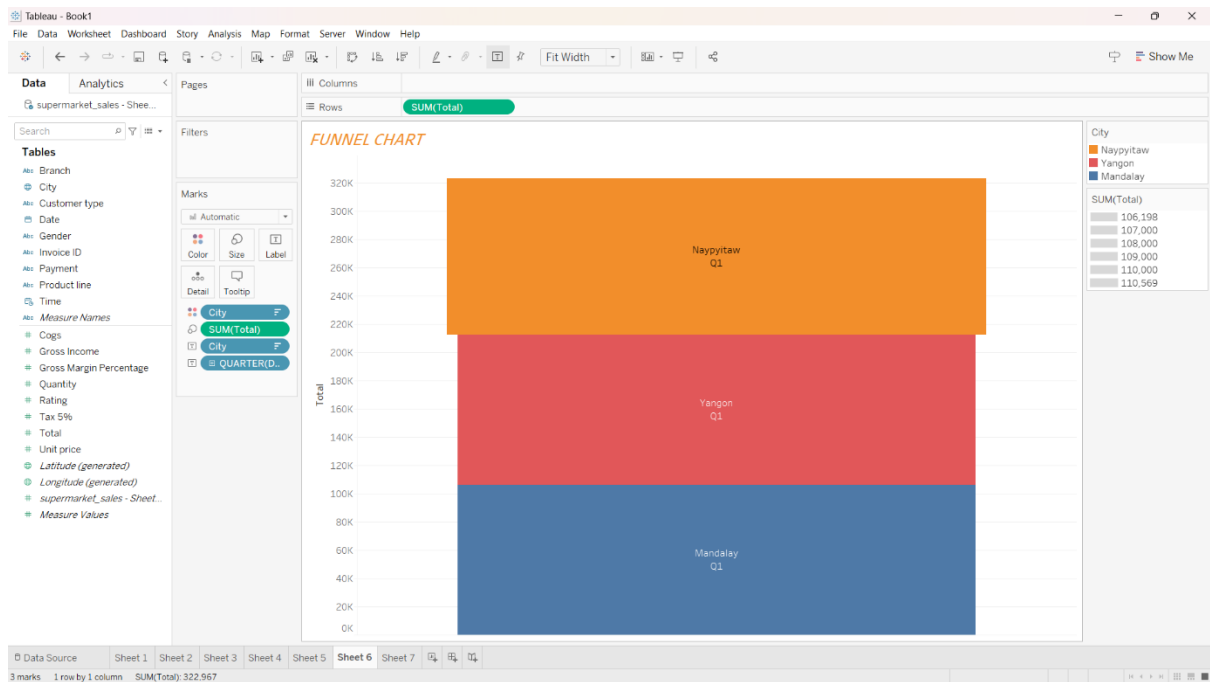 Tableau - Book1
File Data Worksheet Dashboard Story Analysis Map Format Server Window Help
Fit Width
Show Me
Data Analytics
supermarket_sales - Shee...
Search
Tables
Abc Branch
City
Abc Customer type
Date
Abc Gender
Abc Invoice ID
Abc Payment
Abc Product line
Time
Abc Measure Names
# Cogs
# Gross Income
# Gross Margin Percentage
# Quantity
# Rating
# Tax 5%
# Total
# Unit price
Latitude (generated)
Longitude (generated)
# supermarket_sales - Sheet...
# Measure Values
Pages
Filters
Marks
Automatic
Color Size Label
Detail Tooltip
City
SUM(Total)
City
QUARTER(D..
Columns
Rows SUM(Total)
FUNNEL CHART
Total
320K
300K
280K
260K
240K
220K
200K
180K
160K
140K
120K
100K
80K
60K
40K
20K
0K
Naypyitaw
Q1
Yangon
Q1
Mandalay
Q1
City
Naypyitaw
Yangon
Mandalay
SUM(Total)
106,198
107,000
108,000
109,000
110,000
110,569
Data Source Sheet 1 Sheet 2 Sheet 3 Sheet 4 Sheet 5 Sheet 6 Sheet 7
3 marks 1 row by 1 column SUM(Total): 322,967